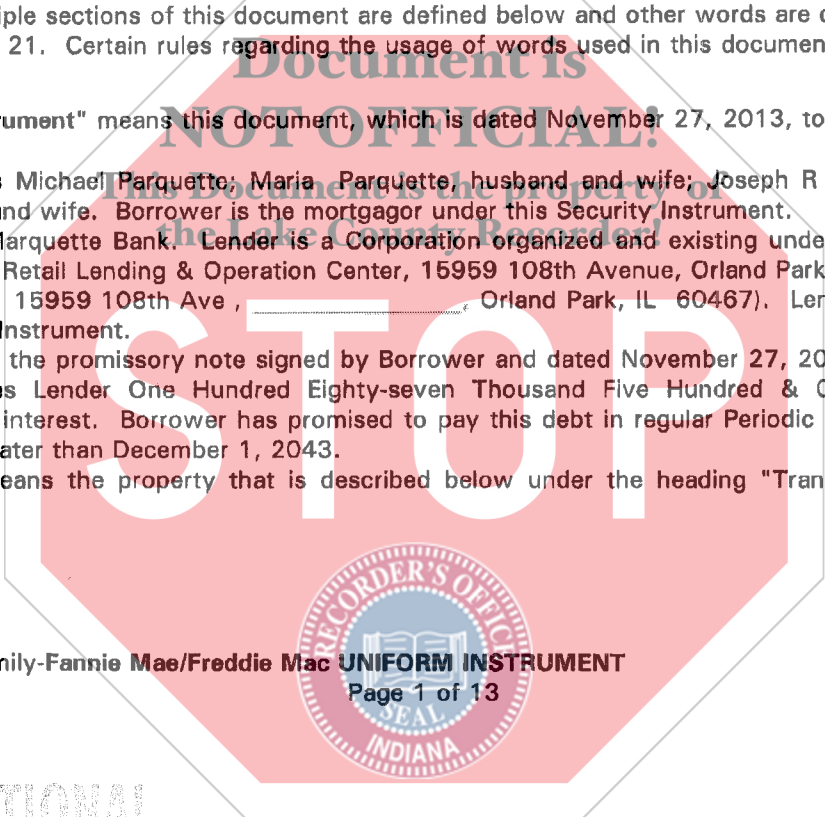 iple sections of this document are defined below and other words are d
21. Certain rules regarding the usage of words used in this documen
Document is
rument" means this document, which is dated November 27, 2013, to
NOT OFFICIAL!
s Michael Parquette; Maria Parquette, husband and wife; Joseph R
This Document is the property of
nd wife. Borrower is the mortgagor under this Security Instrument.
Marquette Bank. Lender is a Corporation organized and existing unde
the Lake County Recorder!
Retail Lending & Operation Center, 15959 108th Avenue, Orland Park
15959 108th Ave , , Orland Park, IL 60467). Len
Instrument.
the promissory note signed by Borrower and dated November 27, 20
es Lender One Hundred Eighty-seven Thousand Five Hundred & 
interest. Borrower has promised to pay this debt in regular Periodic
ater than December 1, 2043.
eans the property that is described below under the heading "Tran
STOP
RECORDER'S OFFICE
mily-Fannie Mae/Freddie Mac UNIFORM INSTRUMENT
Page 1 of 13
SEAL
INDIANA
TIONAL